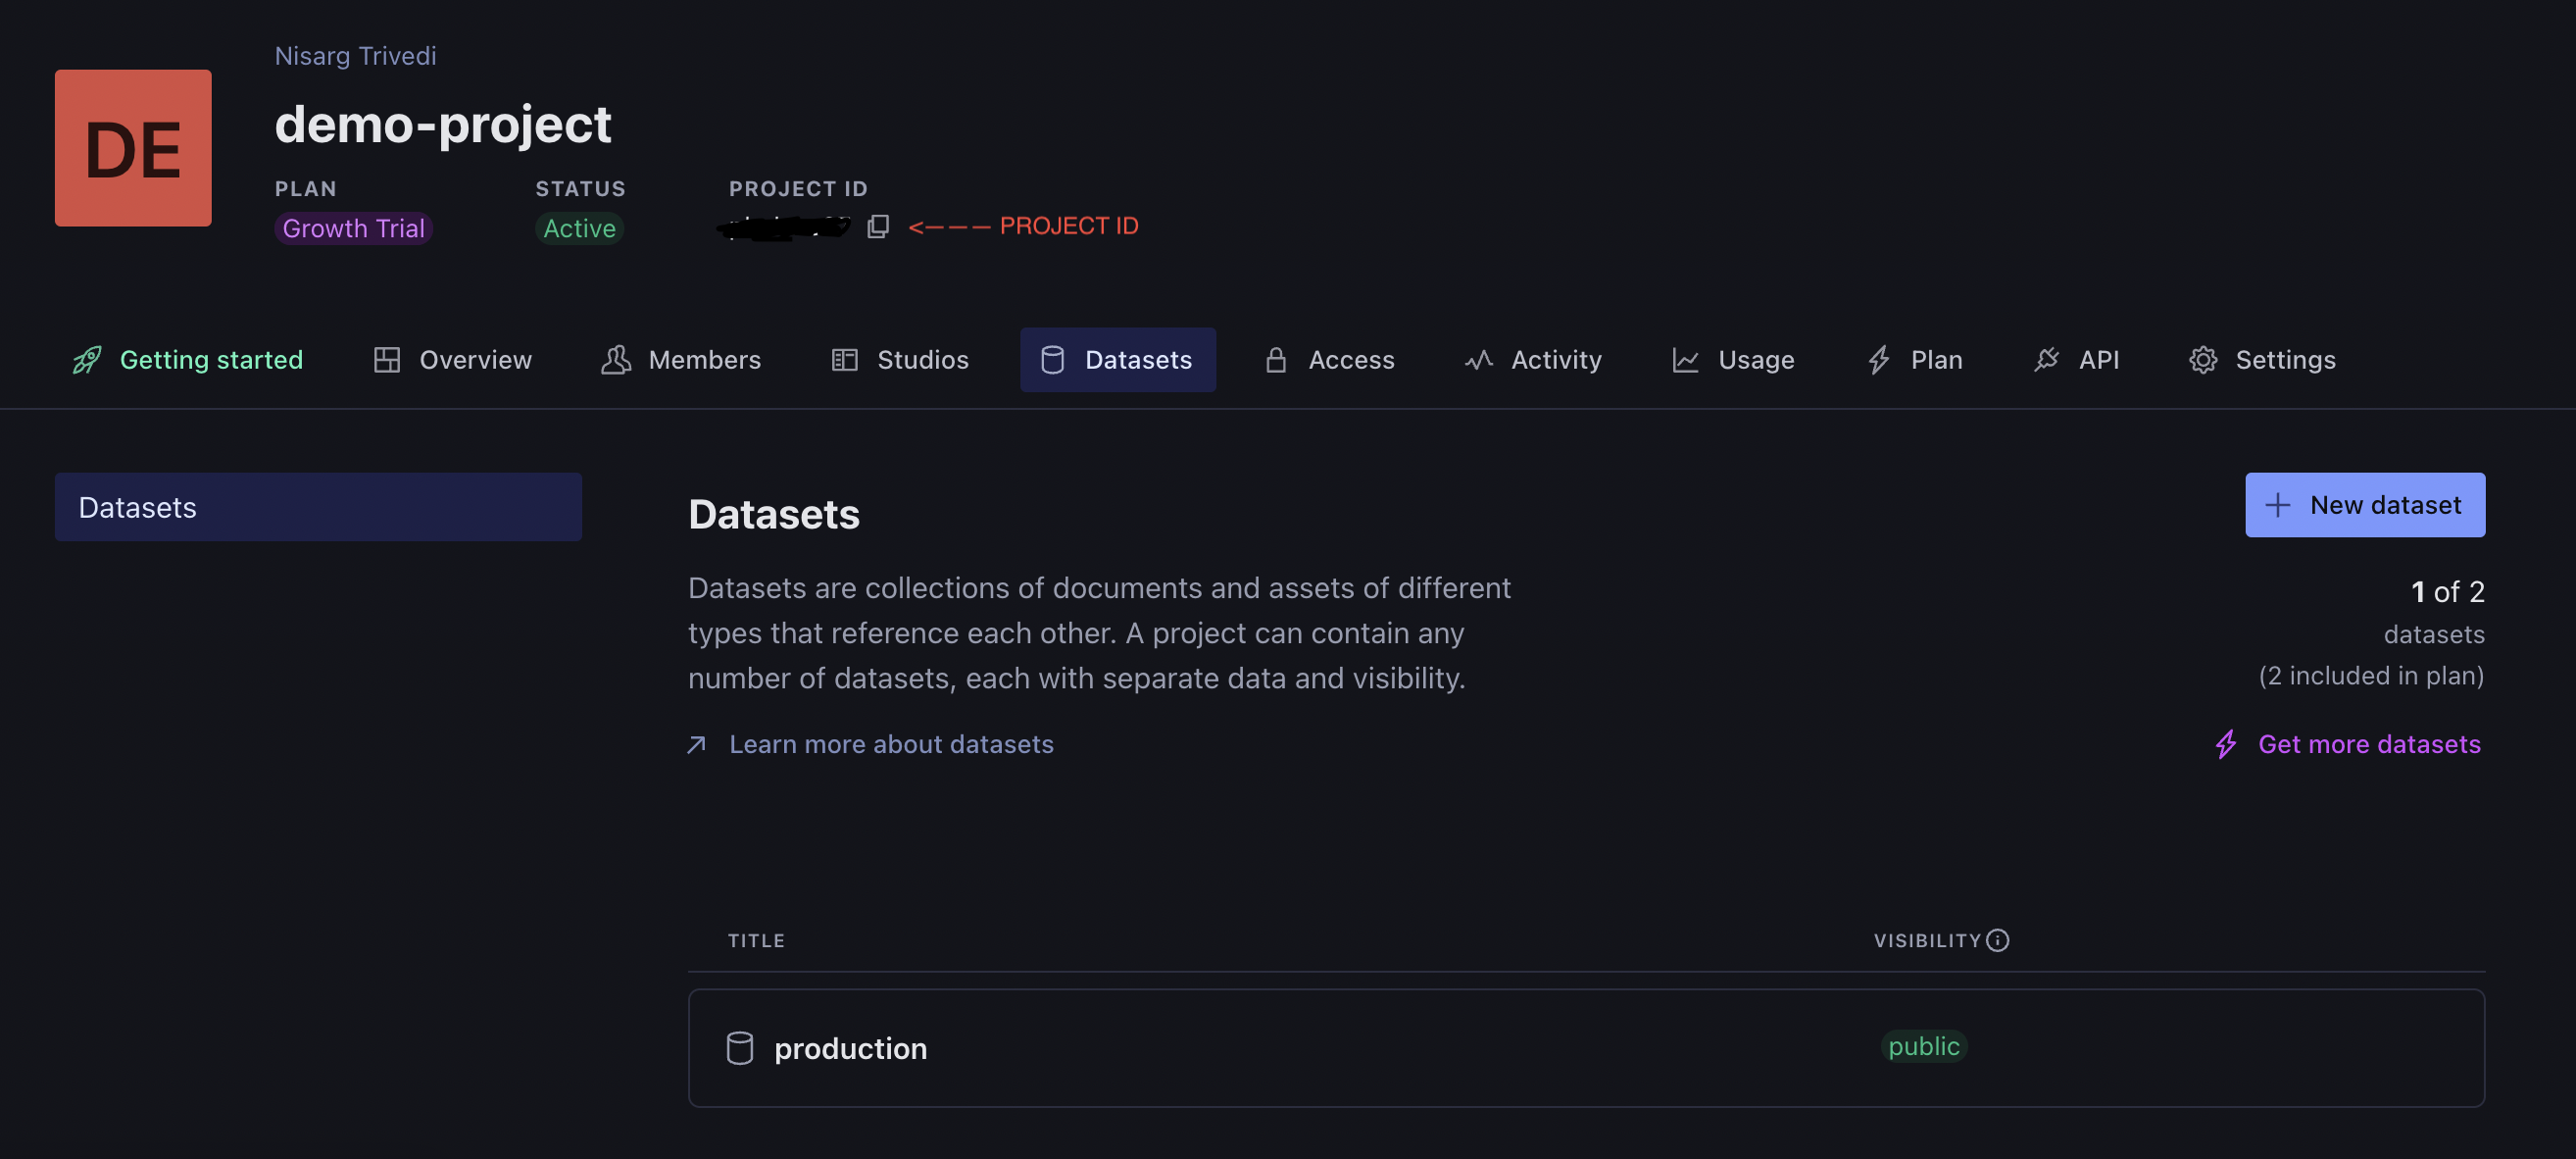 Nisarg Trivedi
DE
demo-project
PLAN STATUS PROJECT ID
Growth Trial Active <——— PROJECT ID
Getting started Overview Members Studios Datasets Access Activity Usage Plan API Settings
Datasets
Datasets
New dataset
Datasets are collections of documents and assets of different
types that reference each other. A project can contain any
number of datasets, each with separate data and visibility.
Learn more about datasets
1 of 2
datasets
(2 included in plan)
Get more datasets
TITLE VISIBILITY
production public